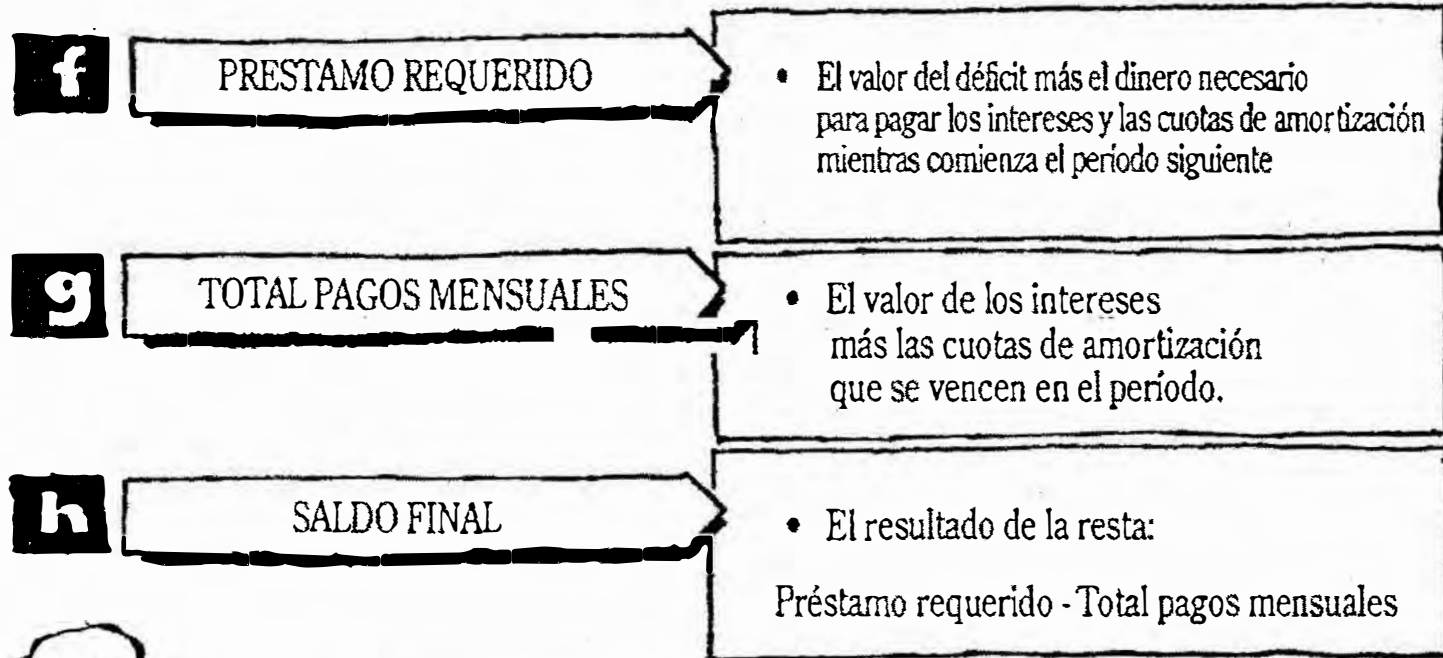 f
PRESTAMO REQUERIDO
• El valor del déficit más el dinero necesario
para pagar los intereses y las cuotas de amortización
mientras comienza el período siguiente
g
TOTAL PAGOS MENSUALES
• El valor de los intereses
más las cuotas de amortización
que se vencen en el período.
h
SALDO FINAL
• El resultado de la resta:
Préstamo requerido - Total pagos mensuales